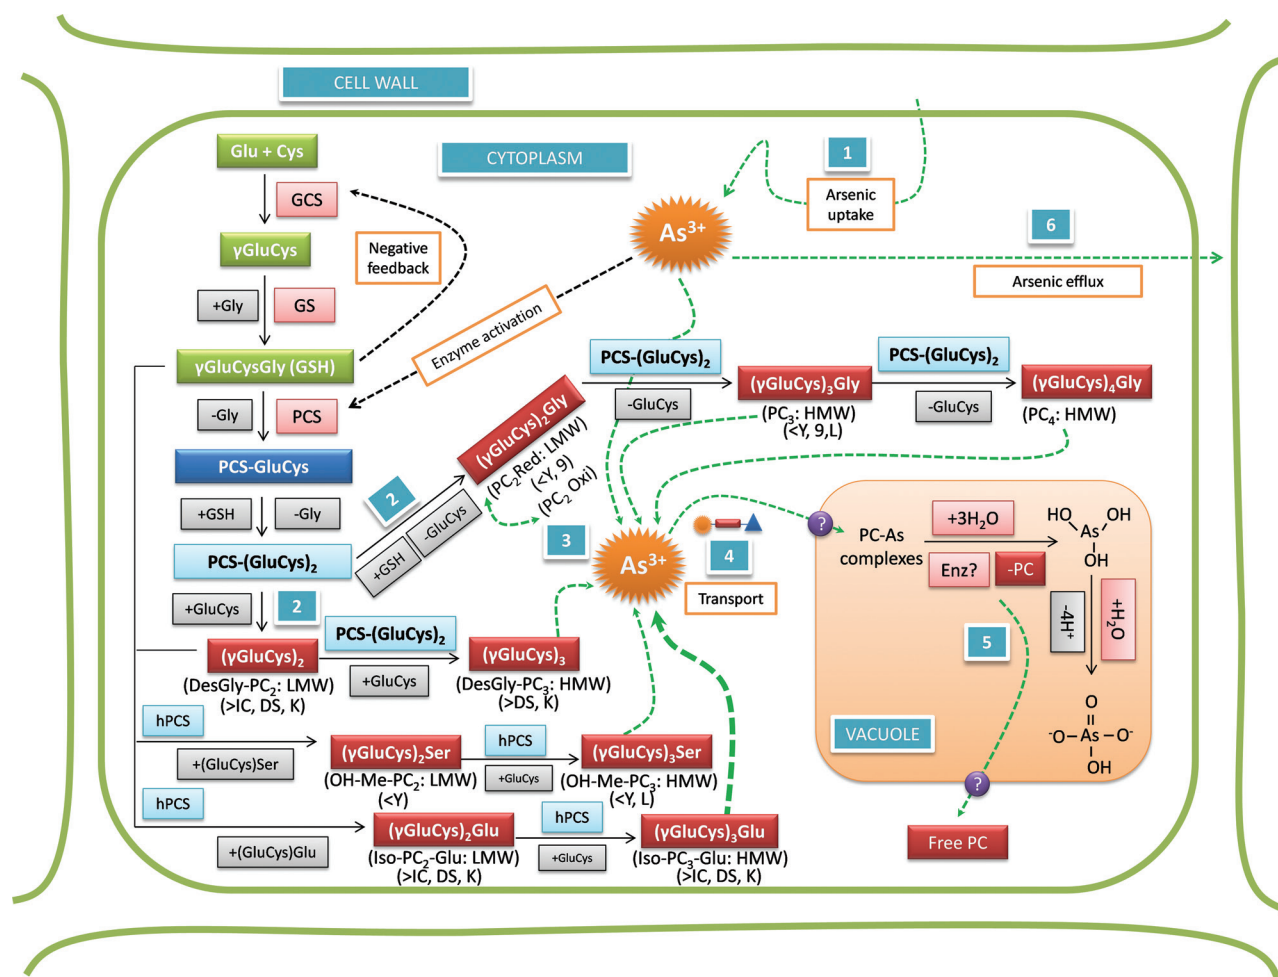 CELL WALL
CYTOPLASM
Glu + Cys
GCS
γGluCys
Negative
feedback
+Gly
GS
γGluCysGly (GSH)
-Gly
PCS
PCS-GluCys
+GSH
-Gly
PCS-(GluCys)₂
+GluCys
2
(γGluCys)₂
(DesGly-PC₂: LMW)
(>IC, DS, K)
PCS-(GluCys)₂
+GluCys
(γGluCys)₃
(DesGly-PC₃: HMW)
(>DS, K)
hPCS
+(GluCys)Ser
(γGluCys)₂Ser
(OH-Me-PC₂: LMW)
(<Y)
hPCS
+GluCys
(γGluCys)₃Ser
(OH-Me-PC₃: HMW)
(<Y, L)
hPCS
+(GluCys)Glu
(γGluCys)₂Glu
(Iso-PC₂-Glu: LMW)
(>IC, DS, K)
hPCS
+GluCys
(γGluCys)₃Glu
(Iso-PC₃-Glu: HMW)
(>IC, DS, K)
1
Arsenic
uptake
As³⁺
6
Arsenic efflux
Enzyme activation
2
+GSH
-GluCys
(γGluCys)₂Gly
(PC₂Red: LMW)
(<Y, 9)
(PC₂ Oxi)
PCS-(GluCys)₂
-GluCys
(γGluCys)₃Gly
(PC₃: HMW)
(<Y, 9,L)
PCS-(GluCys)₂
-GluCys
(γGluCys)₄Gly
(PC₄: HMW)
3
As³⁺
4
Transport
?
PC-As
complexes
+3H₂O
Enz?
-PC
HO
OH
As
OH
-4H⁺
+H₂O
5
O
⁻O-As-O⁻
OH
VACUOLE
?
Free PC